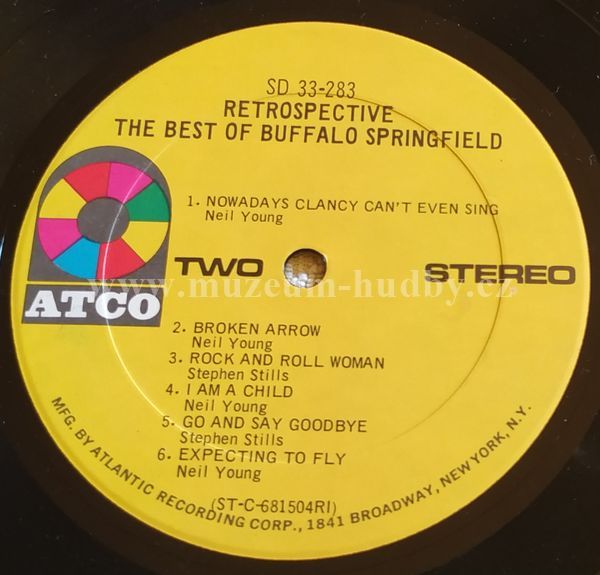 SD 33-283
RETROSPECTIVE
THE BEST OF BUFFALO SPRINGFIELD
1. NOWADAYS CLANCY CAN'T EVEN SING
Neil Young
ATCO
TWO
STEREO
www.muzeum-hudby.cz
2. BROKEN ARROW
Neil Young
3. ROCK AND ROLL WOMAN
Stephen Stills
4. I AM A CHILD
Neil Young
5. GO AND SAY GOODBYE
Stephen Stills
6. EXPECTING TO FLY
Neil Young
(ST-C-681504RI)
MFG. BY ATLANTIC RECORDING CORP., 1841 BROADWAY, NEW YORK, N.Y.